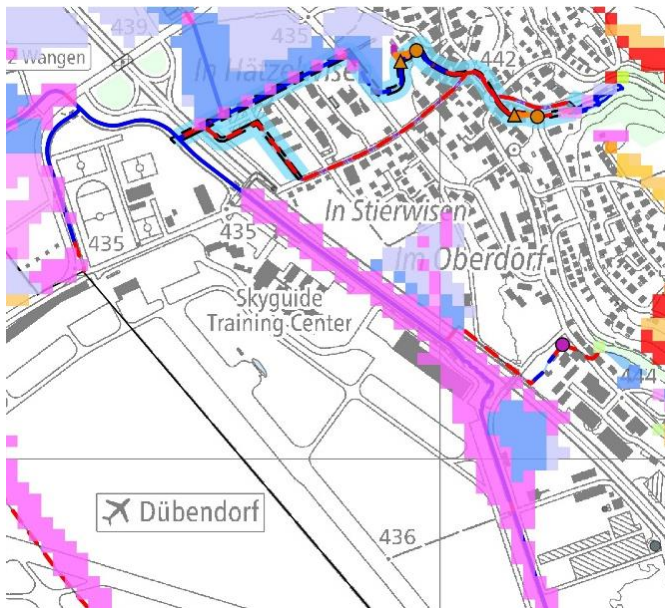 439
435
2 Wangen
In Hätzelwisen
442
In Stierwisen
435
435
Im Oberdorf
Skyguide
Training Center
444
Dübendorf
436